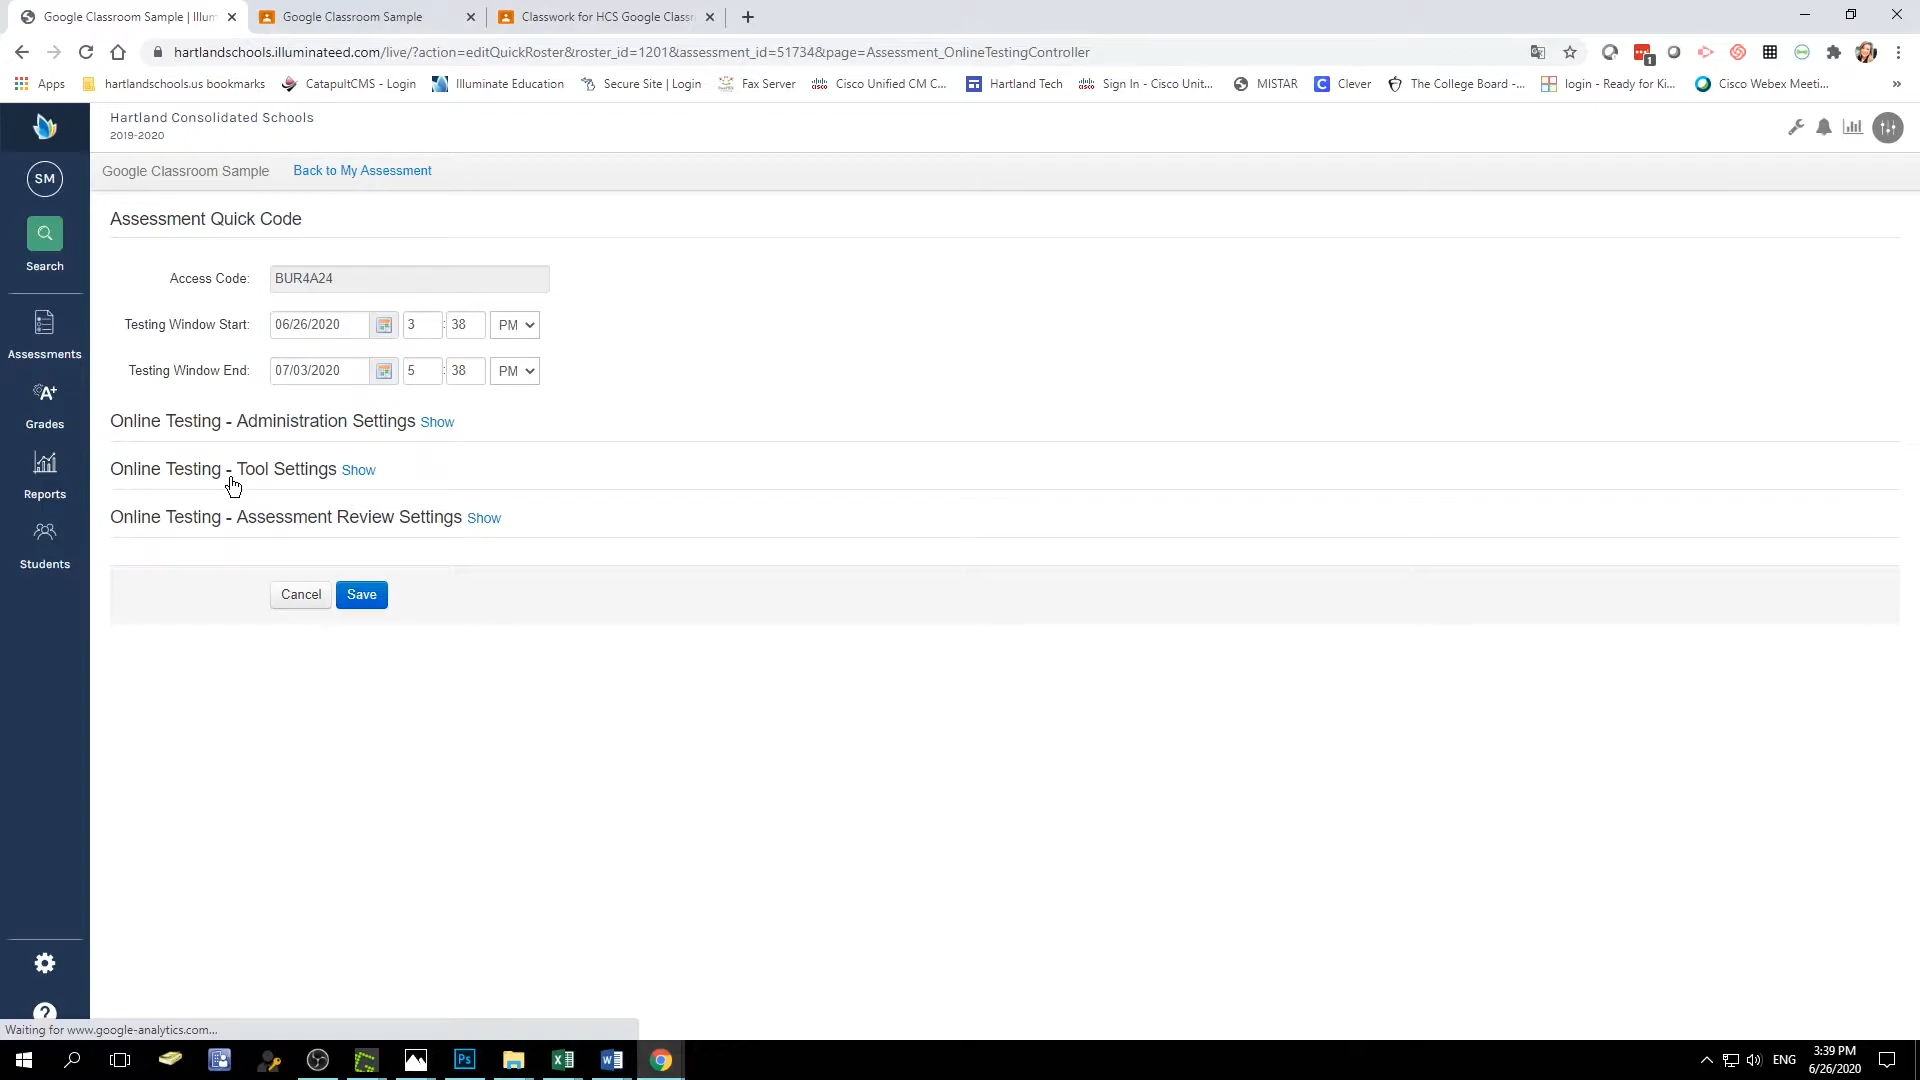 Google Classroom Sample | Illum
Google Classroom Sample
Classwork for HCS Google Classr
hartlandschools.illuminateed.com/live/?action=editQuickRoster&roster_id=1201&assessment_id=51734&page=Assessment_OnlineTestingController
1
Apps
hartlandschools.us bookmarks
CatapultCMS - Login
Illuminate Education
Secure Site | Login
Fax Server
Cisco Unified CM C...
Hartland Tech
Sign In - Cisco Unit...
MISTAR
Clever
The College Board -...
login - Ready for Ki...
Cisco Webex Meeti...
»
Hartland Consolidated Schools
2019-2020
SM
Search
Assessments
A+
Grades
Reports
Students
Google Classroom Sample
Back to My Assessment
Assessment Quick Code
Access Code: BUR4A24
Testing Window Start: 06/26/2020 3 : 38 PM
Testing Window End: 07/03/2020 5 : 38 PM
Online Testing - Administration Settings Show
Online Testing - Tool Settings Show
Online Testing - Assessment Review Settings Show
Cancel
Save
?
Waiting for www.google-analytics.com...
Ps
ENG
3:39 PM
6/26/2020